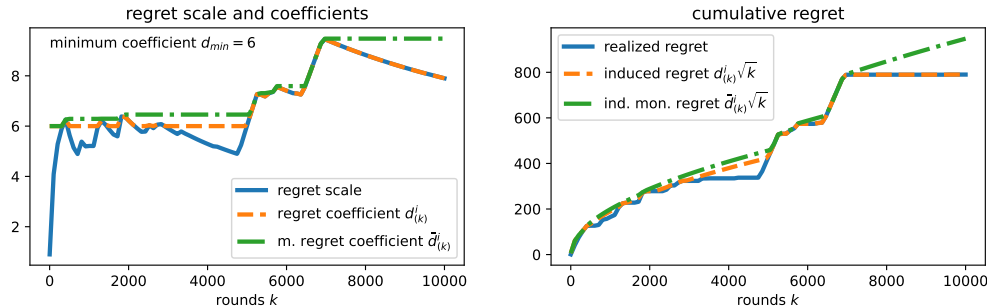 regret scale and coefficients
minimum coefficient d_min = 6
8
6
4
2
regret scale
regret coefficient d^i_(k)
m. regret coefficient d̄^i_(k)
0 2000 4000 6000 8000 10000
rounds k
cumulative regret
800
600
400
200
0
realized regret
induced regret d^i_(k)√k
ind. mon. regret d̄^i_(k)√k
0 2000 4000 6000 8000 10000
rounds k